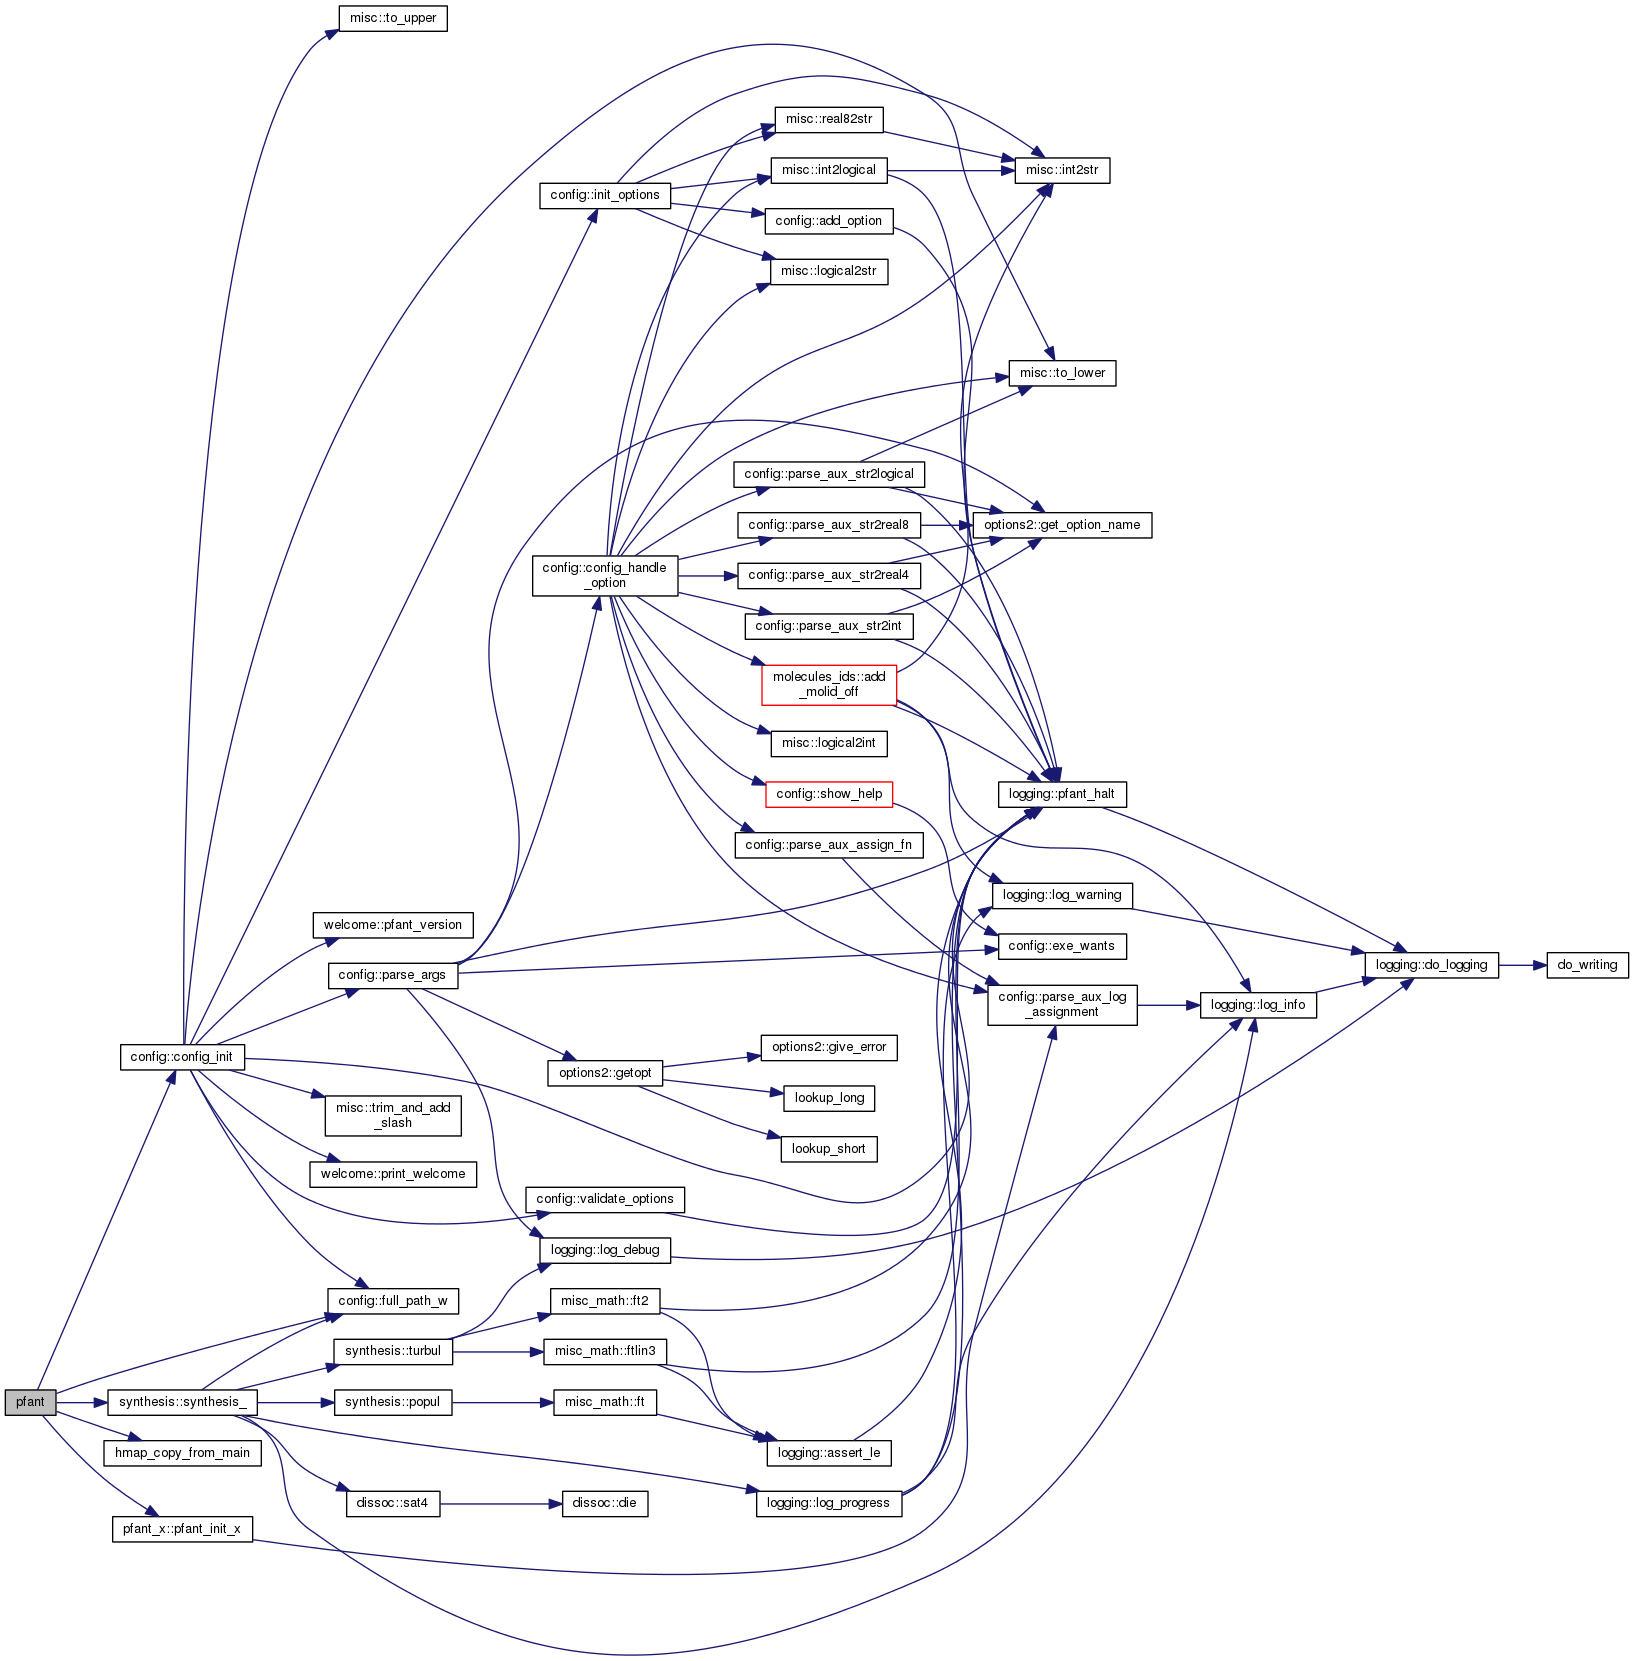 misc::to_upper
misc::real82str
misc::int2logical
misc::int2str
config::init_options
config::add_option
misc::logical2str
misc::to_lower
config::parse_aux_str2logical
config::parse_aux_str2real8
options2::get_option_name
config::config_handle
_option
config::parse_aux_str2real4
config::parse_aux_str2int
molecules_ids::add
_molid_off
misc::logical2int
config::show_help
logging::pfant_halt
config::parse_aux_assign_fn
logging::log_warning
welcome::pfant_version
config::exe_wants
config::parse_args
logging::do_logging
do_writing
config::parse_aux_log
_assignment
logging::log_info
config::config_init
options2::give_error
options2::getopt
lookup_long
misc::trim_and_add
_slash
lookup_short
welcome::print_welcome
config::validate_options
logging::log_debug
config::full_path_w
misc_math::ft2
synthesis::turbul
misc_math::ftlin3
pfant
synthesis::synthesis_
synthesis::popul
misc_math::ft
hmap_copy_from_main
logging::assert_le
dissoc::sat4
dissoc::die
logging::log_progress
pfant_x::pfant_init_x